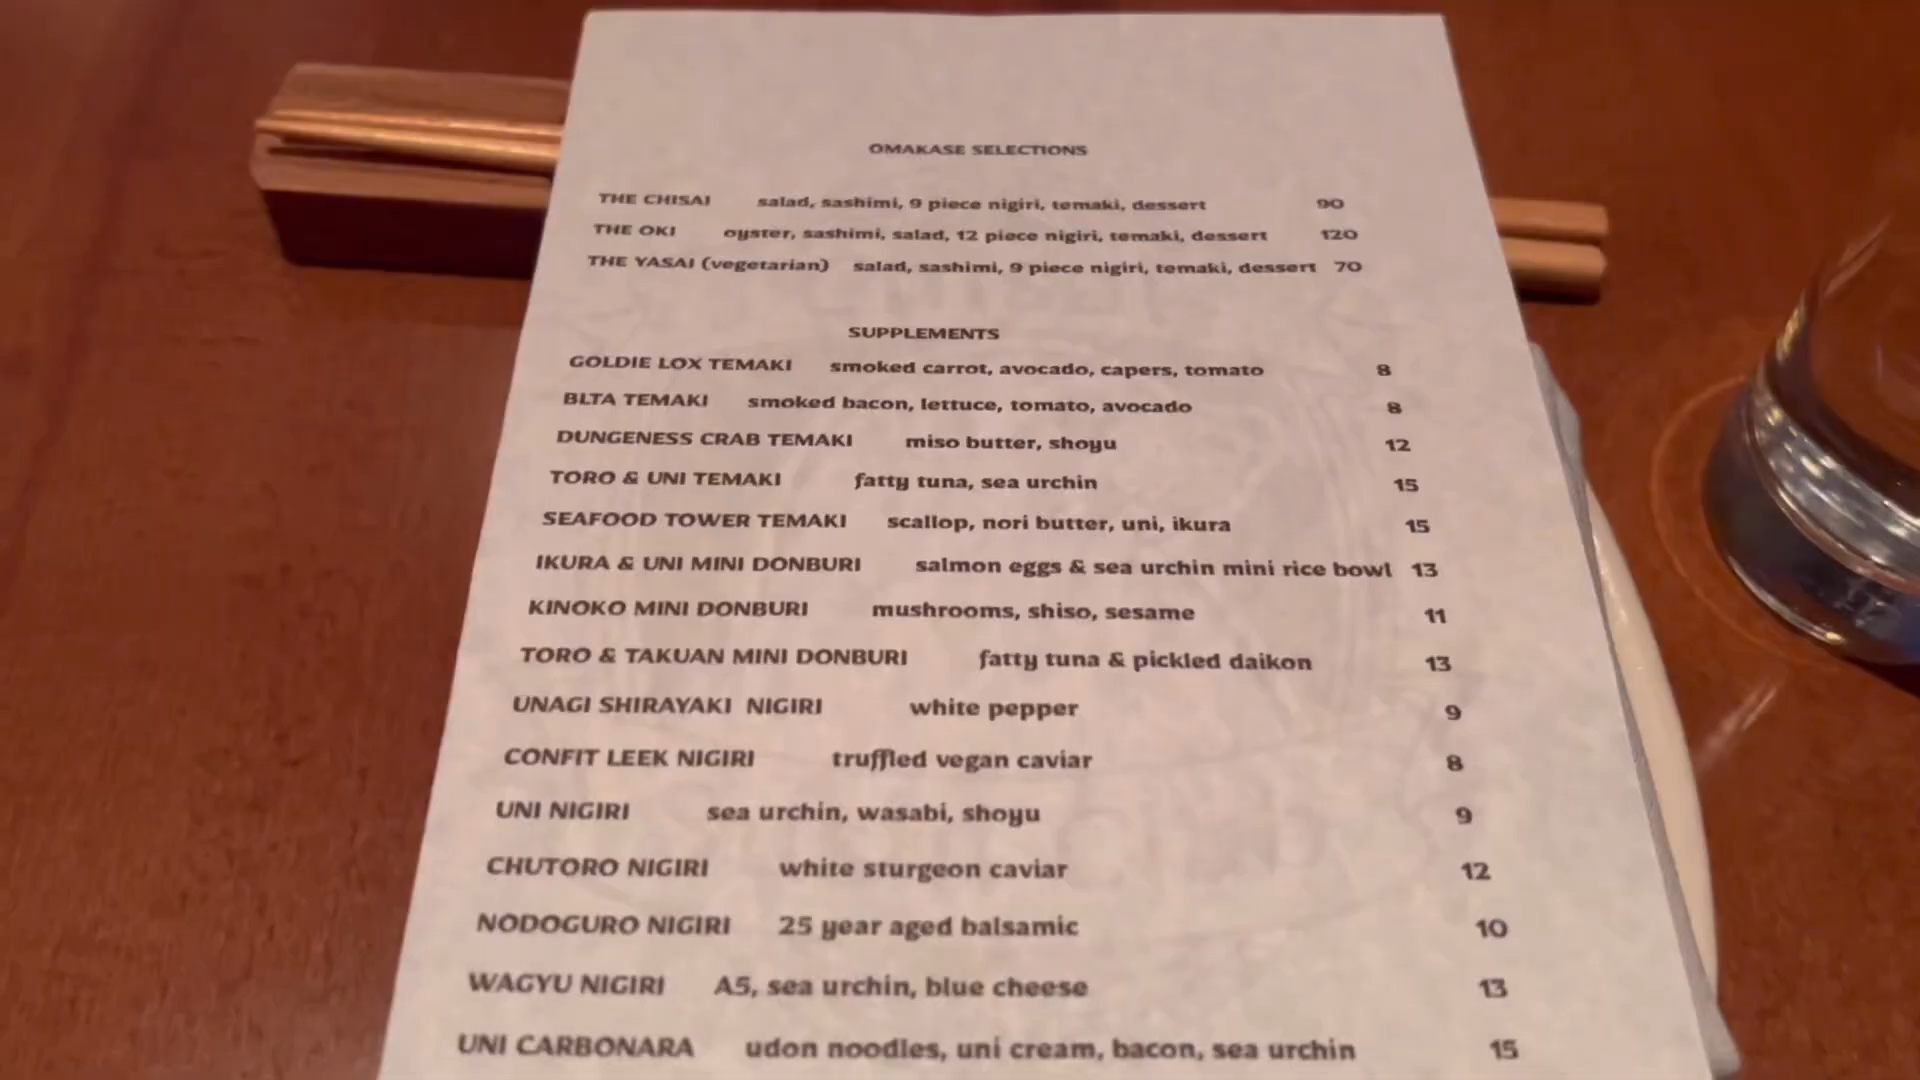 OMAKASE SELECTIONS
THE CHISAI salad, sashimi, 9 piece nigiri, temaki, dessert 90
THE OKI oyster, sashimi, salad, 12 piece nigiri, temaki, dessert 120
THE YASAI (vegetarian) salad, sashimi, 9 piece nigiri, temaki, dessert 70
SUPPLEMENTS
GOLDIE LOX TEMAKI smoked carrot, avocado, capers, tomato 8
BLTA TEMAKI smoked bacon, lettuce, tomato, avocado 8
DUNGENESS CRAB TEMAKI miso butter, shoyu 12
TORO & UNI TEMAKI fatty tuna, sea urchin 15
SEAFOOD TOWER TEMAKI scallop, nori butter, uni, ikura 15
IKURA & UNI MINI DONBURI salmon eggs & sea urchin mini rice bowl 13
KINOKO MINI DONBURI mushrooms, shiso, sesame 11
TORO & TAKUAN MINI DONBURI fatty tuna & pickled daikon 13
UNAGI SHIRAYAKI NIGIRI white pepper 9
CONFIT LEEK NIGIRI truffled vegan caviar 8
UNI NIGIRI sea urchin, wasabi, shoyu 9
CHUTORO NIGIRI white sturgeon caviar 12
NODOGURO NIGIRI 25 year aged balsamic 10
WAGYU NIGIRI A5, sea urchin, blue cheese 13
UNI CARBONARA udon noodles, uni cream, bacon, sea urchin 15